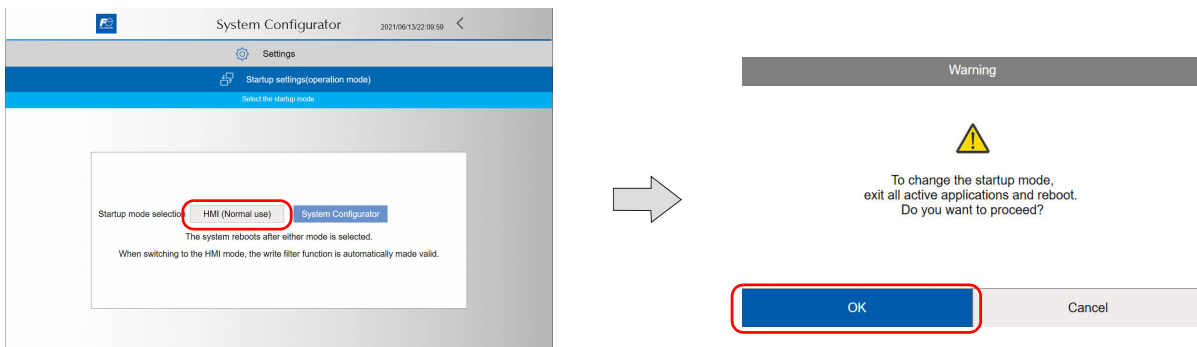 System Configurator
2021/06/13/22:09:59
Settings
Startup settings(operation mode)
Select the startup mode.
Startup mode selection
HMI (Normal use)
System Configurator
The system reboots after either mode is selected.
When switching to the HMI mode, the write filter function is automatically made valid.
Warning
To change the startup mode,
exit all active applications and reboot.
Do you want to proceed?
OK
Cancel